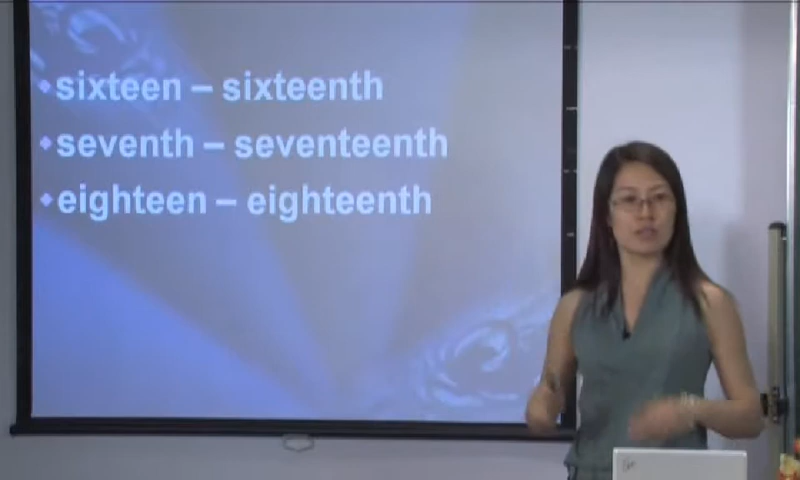 • sixteen – sixteenth
• seventh – seventeenth
• eighteen – eighteenth